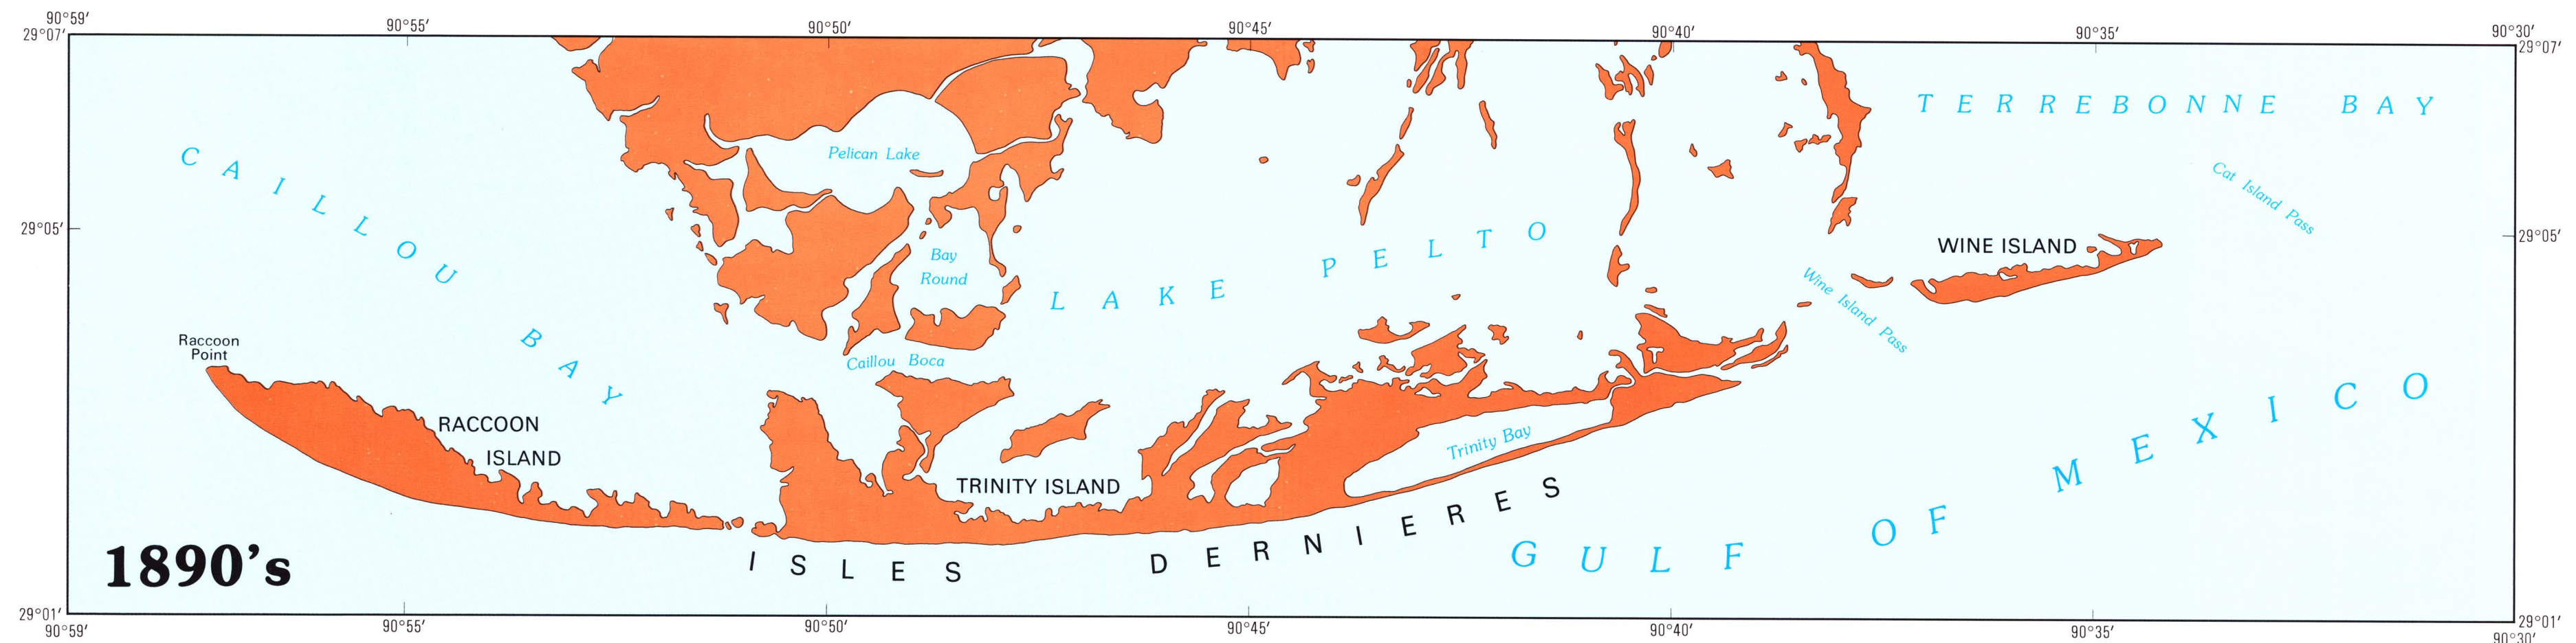 90°59′ 90°55′ 90°50′ 90°45′ 90°40′ 90°35′ 90°30′
29°07′ 29°07′
TERREBONNE BAY
Pelican Lake
CAILLOU BAY
Cat Island Pass
29°05′ 29°05′
LAKE PELTO
WINE ISLAND
Bay
Round
Wine Island Pass
Raccoon
Point
Caillou Boca
RACCOON
ISLAND
Trinity Bay
TRINITY ISLAND
ISLES DERNIERES
GULF OF MEXICO
1890's
29°01′ 29°01′
90°59′ 90°55′ 90°50′ 90°45′ 90°40′ 90°35′ 90°30′